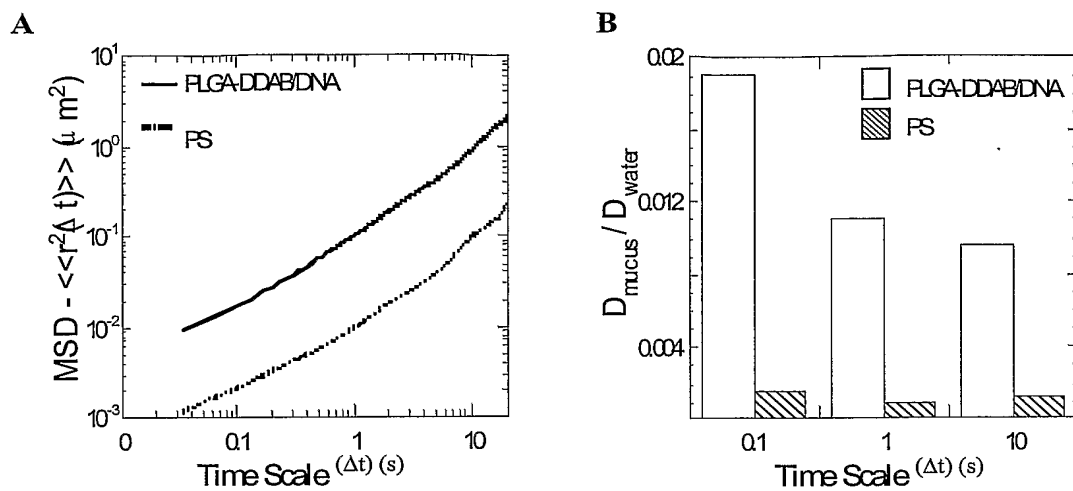 A
MSD - <<r²(Δ t)>> (μ m2)
10¹
10⁰
10⁻¹
10⁻²
10⁻³
PLGA-DDAB/DNA
PS
0
0.1
1
10
Time Scale (Δt) (s)
B
D_mucus / D_water
0.02
0.012
0.004
PLGA-DDAB/DNA
PS
0.1
1
10
Time Scale (Δt) (s)